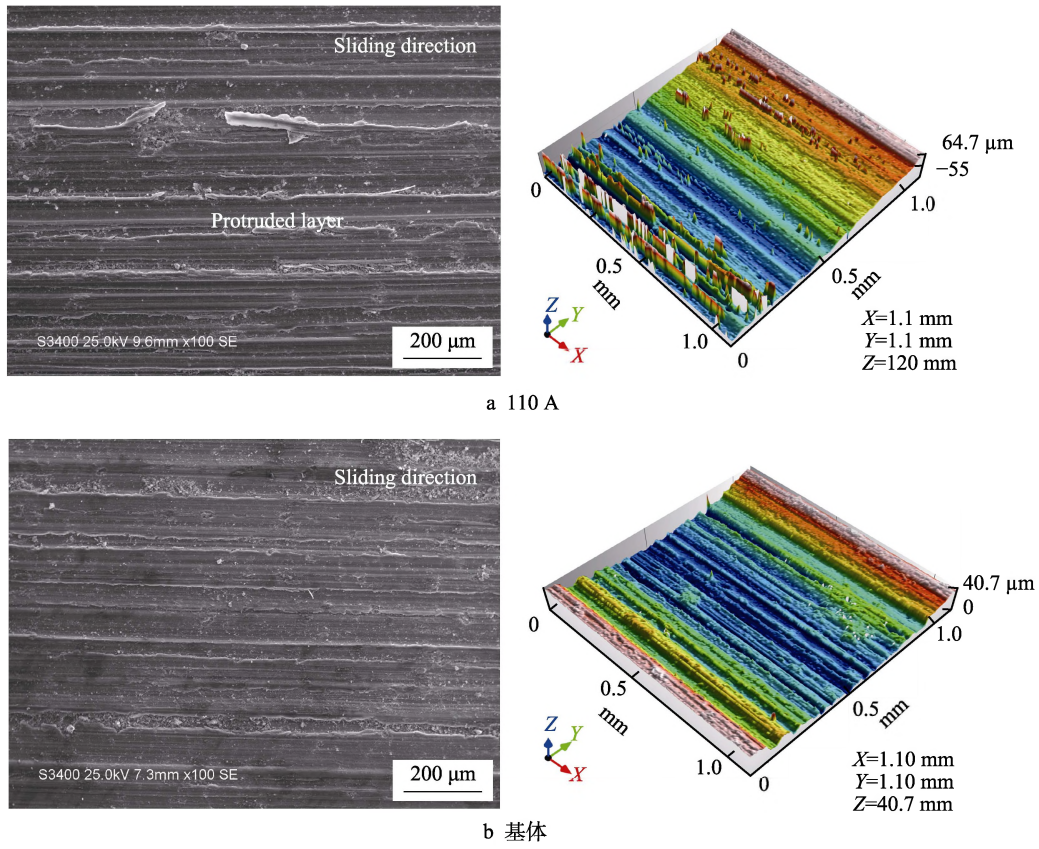 Sliding direction
Protruded layer
S3400 25.0kV 9.6mm x100 SE
200 μm
64.7 μm
−55
0
1.0
0.5
mm
0.5
mm
1.0
0
Z
Y
X
X=1.1 mm
Y=1.1 mm
Z=120 mm
a 110 A
Sliding direction
S3400 25.0kV 7.3mm x100 SE
200 μm
40.7 μm
0
0
1.0
0.5
mm
0.5
mm
1.0
0
Z
Y
X
X=1.10 mm
Y=1.10 mm
Z=40.7 mm
b 基体